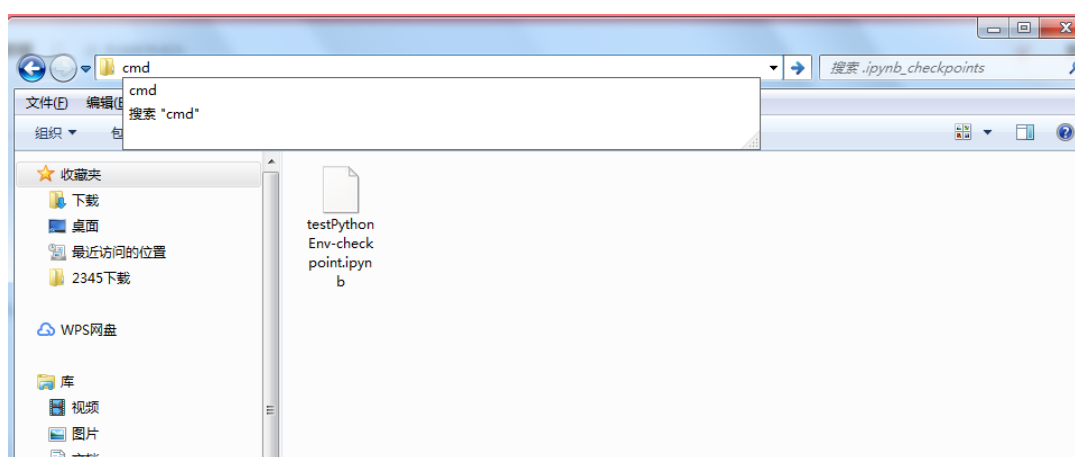 cmd
搜索 .ipynb_checkpoints
cmd
搜索 "cmd"
文件(F) 编辑(E
组织 包
收藏夹
下载
桌面
最近访问的位置
2345下载
WPS网盘
库
视频
图片
testPython
Env-check
point.ipyn
b